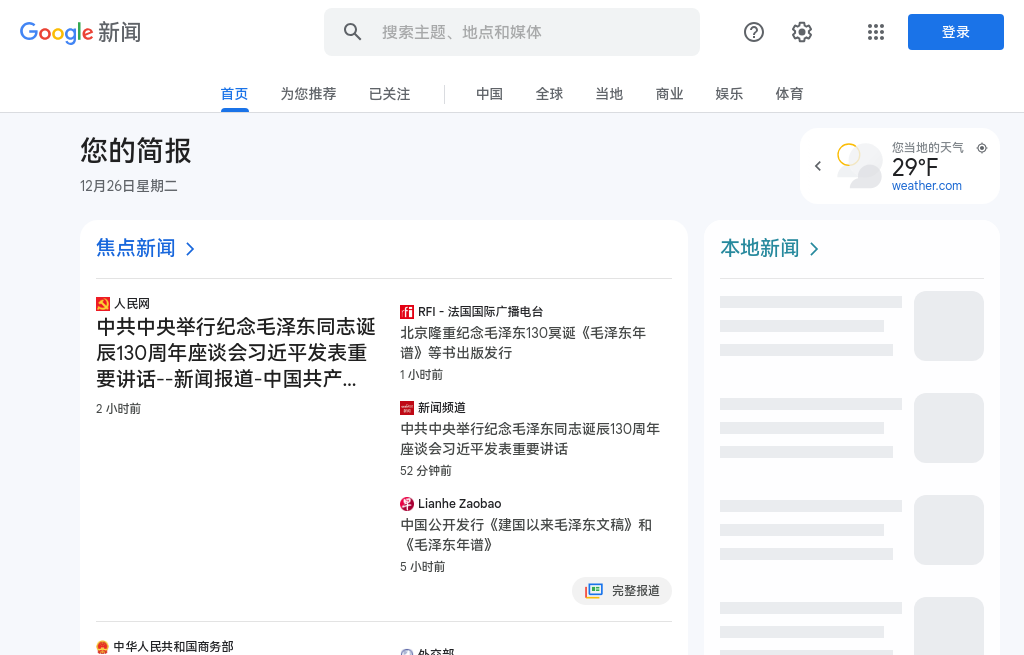 Google 新闻
搜索主题、地点和媒体
登录
首页
为您推荐
已关注
中国
全球
当地
商业
娱乐
体育
您的简报
12月26日星期二
您当地的天气
29°F
weather.com
焦点新闻
人民网
中共中央举行纪念毛泽东同志诞
辰130周年座谈会习近平发表重
要讲话--新闻报道-中国共产...
2 小时前
RFI - 法国国际广播电台
北京隆重纪念毛泽东130冥诞《毛泽东年
谱》等书出版发行
1 小时前
新闻频道
中共中央举行纪念毛泽东同志诞辰130周年
座谈会习近平发表重要讲话
52 分钟前
Lianhe Zaobao
中国公开发行《建国以来毛泽东文稿》和
《毛泽东年谱》
5 小时前
完整报道
中华人民共和国商务部
外交部
本地新闻